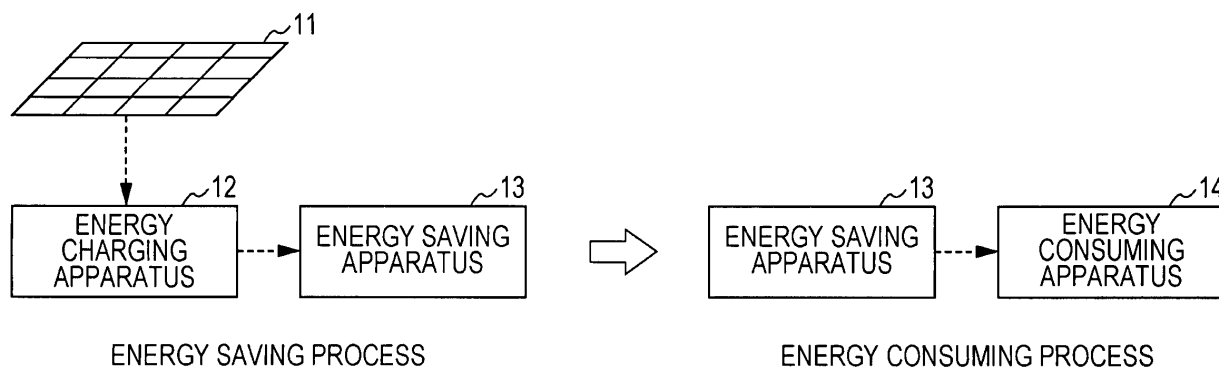 11
12
ENERGY
CHARGING
APPARATUS
13
ENERGY SAVING
APPARATUS
13
ENERGY SAVING
APPARATUS
14
ENERGY
CONSUMING
APPARATUS
ENERGY SAVING PROCESS
ENERGY CONSUMING PROCESS